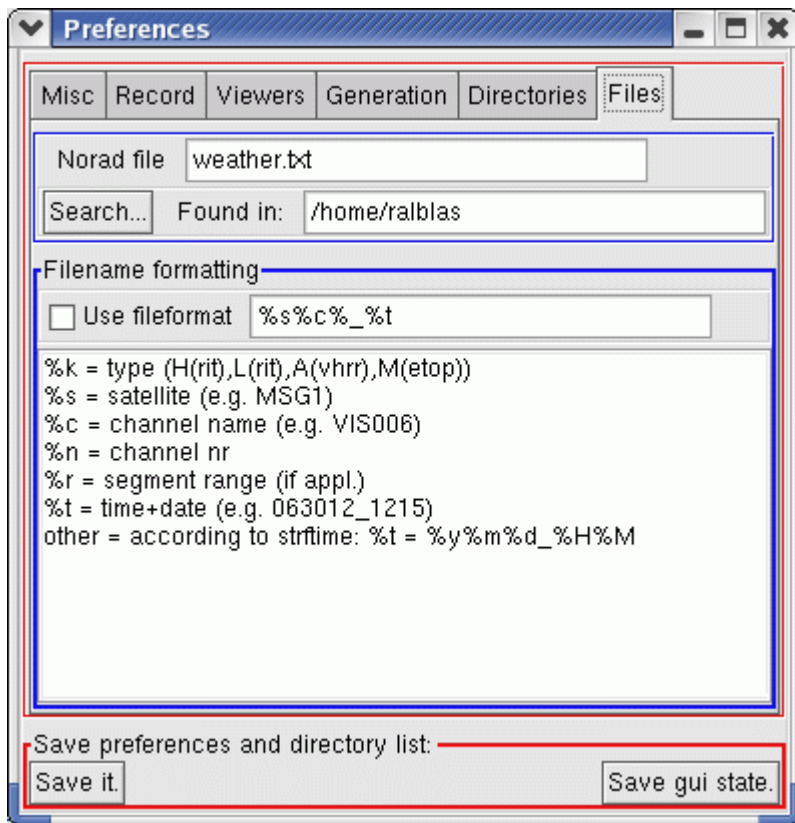 Preferences
Misc Record Viewers Generation Directories Files
Norad file weather.txt
Search... Found in: /home/ralblas
Filename formatting
Use fileformat %s%c%_%t
%k = type (H(rit),L(rit),A(vhrr),M(etop))
%s = satellite (e.g. MSG1)
%c = channel name (e.g. VIS006)
%n = channel nr
%r = segment range (if appl.)
%t = time+date (e.g. 063012_1215)
other = according to strftime: %t = %y%m%d_%H%M
Save preferences and directory list:
Save it. Save gui state.